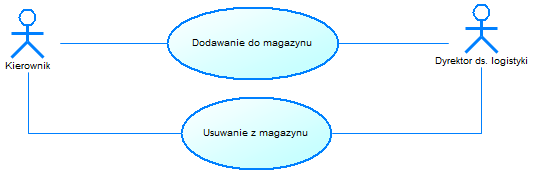 Dodawanie do magazynu
Kierownik
Dyrektor ds. logistyki
Usuwanie z magazynu